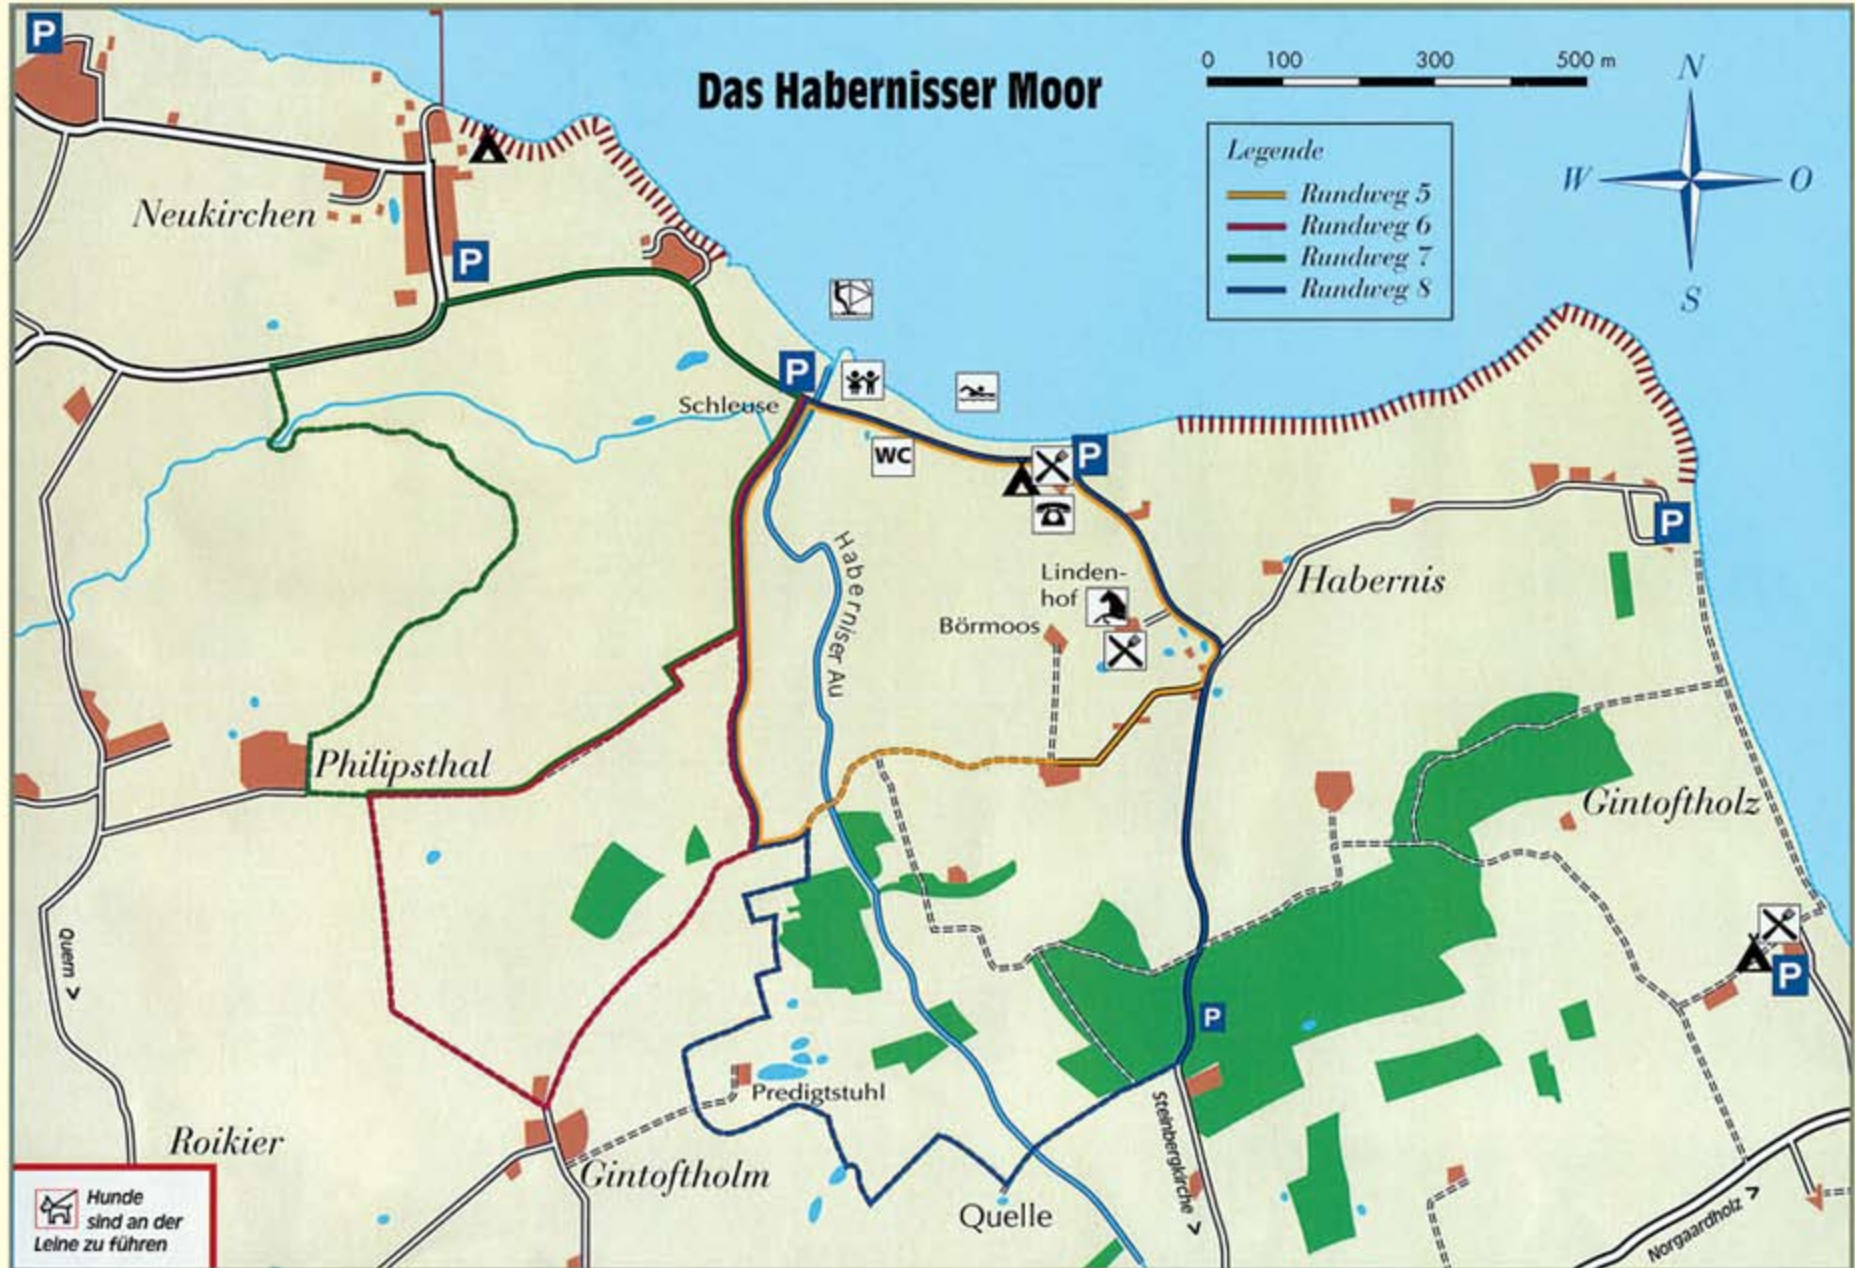 P
Das Habernisser Moor
0 100 300 500 m
N
W O
S
Legende
Rundweg 5
Rundweg 6
Rundweg 7
Rundweg 8
Neukirchen
P
P
Schleuse
WC
P
Linden-
hof
Börmoos
Haberniser Au
Habernis
P
Philipsthal
Gintoftholz
P
Quern >
P
Predigtstuhl
Roikier
Gintoftholm
Quelle
Steinbergkirche >
Norgaardholz >
Hunde
sind an der
Leine zu führen